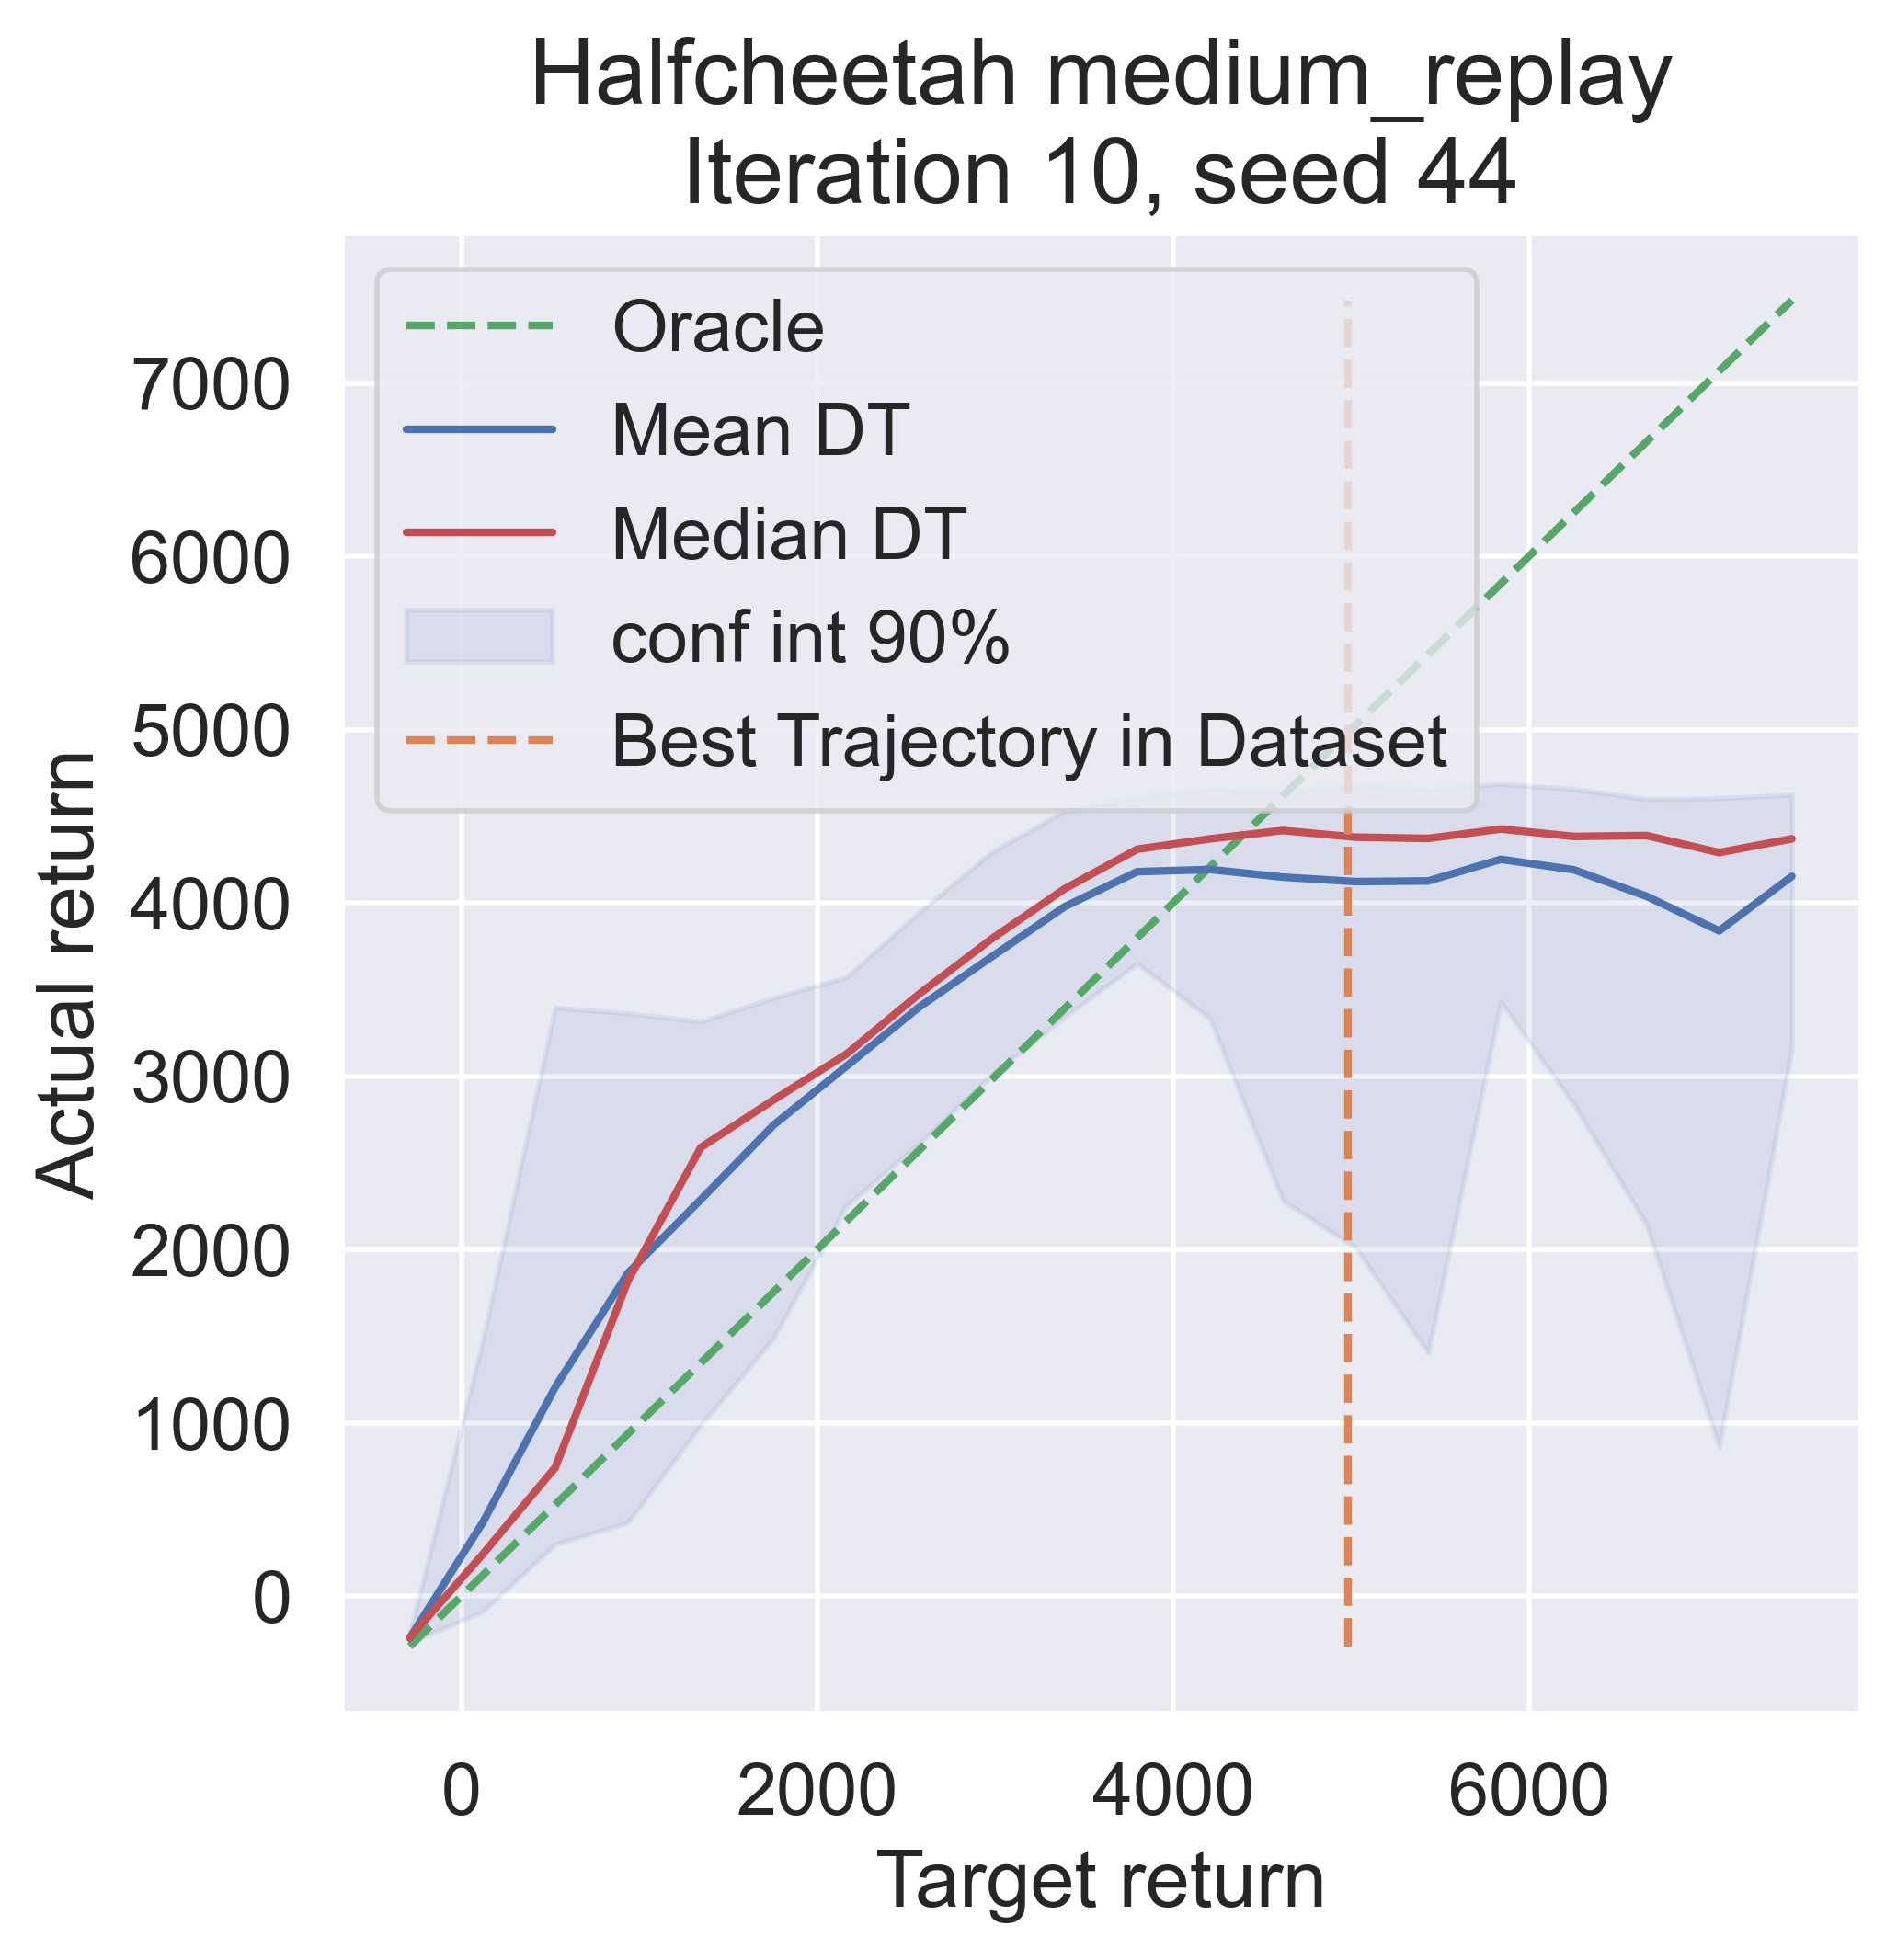 Halfcheetah medium_replay
Iteration 10, seed 44
Oracle
Mean DT
Median DT
conf int 90%
Best Trajectory in Dataset
Actual return
7000
6000
5000
4000
3000
2000
1000
0
0 2000 4000 6000
Target return